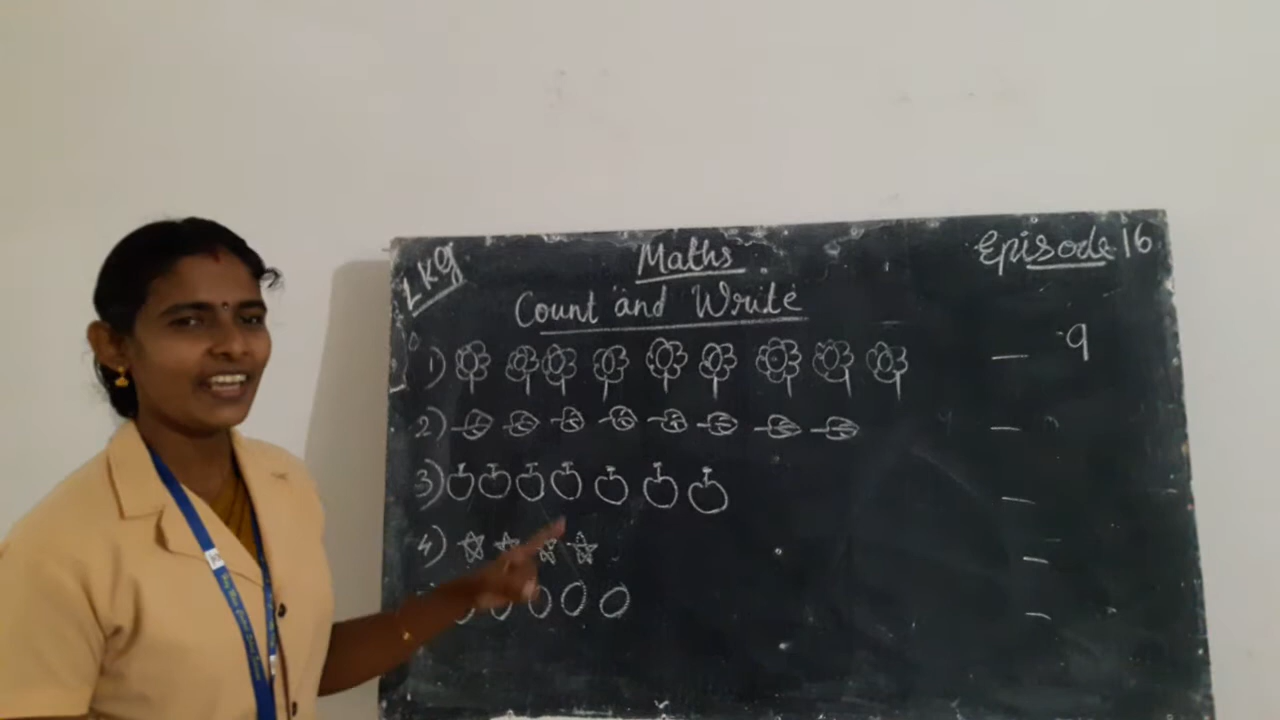 LKG Maths Episode 16
Count and Write
1) — 9
2) —
3) —
4) —
—